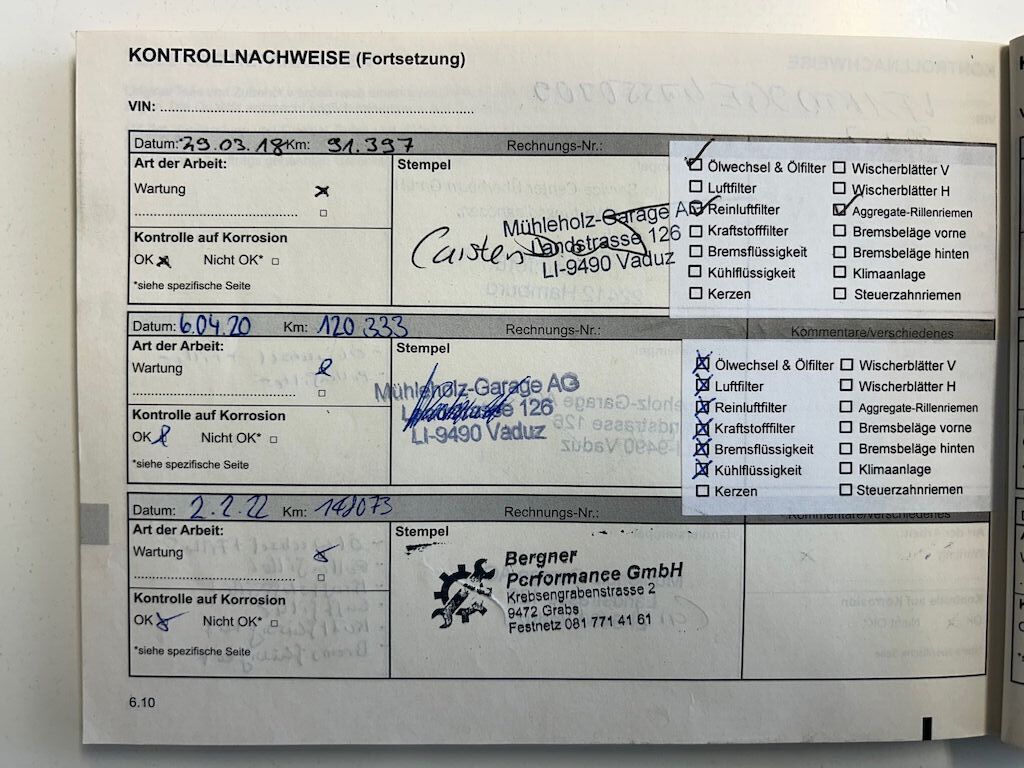 KONTROLLNACHWEISE (Fortsetzung)
VIN:
Datum: 29.03.18 Km: 91.397 Rechnungs-Nr.:
Art der Arbeit:
Wartung
Kontrolle auf Korrosion
OK Nicht OK*
*siehe spezifische Seite
Stempel
Mühleholz-Garage AG
Landstrasse 126
LI-9490 Vaduz
Ölwechsel & Ölfilter Wischerblätter V
Luftfilter Wischerblätter H
Reinluftfilter Aggregate-Rillenriemen
Kraftstofffilter Bremsbeläge vorne
Bremsflüssigkeit Bremsbeläge hinten
Kühlflüssigkeit Klimaanlage
Kerzen Steuerzahnriemen
Datum: 6.04.20 Km: 120 333 Rechnungs-Nr.: Kommentare/verschiedenes
Art der Arbeit:
Wartung
Kontrolle auf Korrosion
OK Nicht OK*
*siehe spezifische Seite
Stempel
Mühleholz-Garage AG
Landstrasse 126
LI-9490 Vaduz
Ölwechsel & Ölfilter Wischerblätter V
Luftfilter Wischerblätter H
Reinluftfilter Aggregate-Rillenriemen
Kraftstofffilter Bremsbeläge vorne
Bremsflüssigkeit Bremsbeläge hinten
Kühlflüssigkeit Klimaanlage
Kerzen Steuerzahnriemen
Datum: 2.2.22 Km: 148073 Rechnungs-Nr.: Kommentare/verschiedenes
Art der Arbeit:
Wartung
Kontrolle auf Korrosion
OK Nicht OK*
*siehe spezifische Seite
Stempel
Bergner
Performance GmbH
Krebsengrabenstrasse 2
9472 Grabs
Festnetz 081 771 41 61
6.10